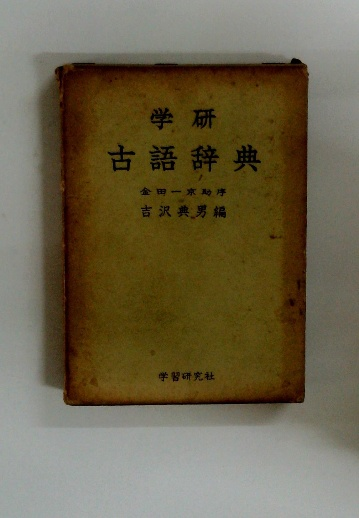 学研
古語辞典
金田一京助序
吉沢典男編
学習研究社